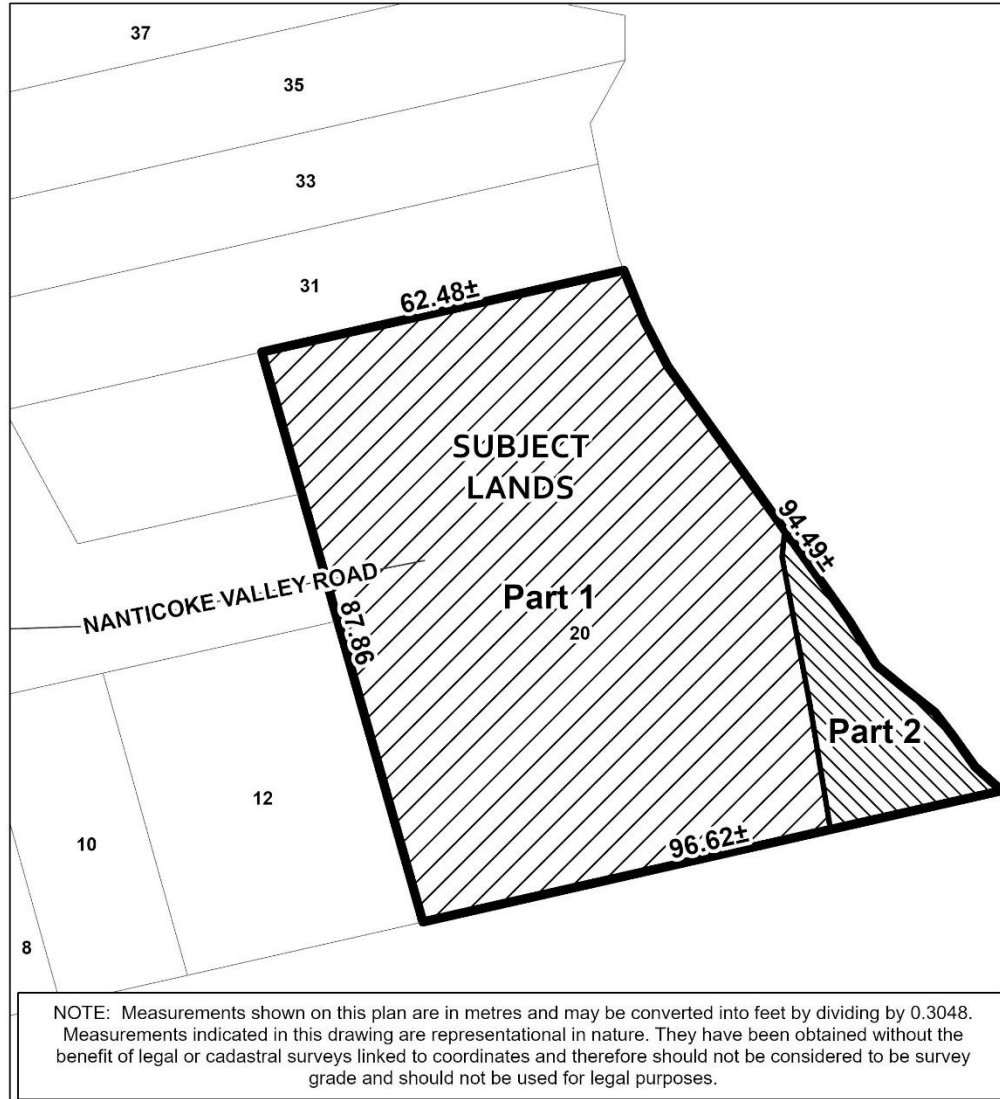 37
35
33
31
62.48±
SUBJECT
LANDS
94.49±
NANTICOKE VALLEY ROAD
87.86
Part 1
20
Part 2
12
10
96.62±
8
NOTE: Measurements shown on this plan are in metres and may be converted into feet by dividing by 0.3048.
Measurements indicated in this drawing are representational in nature. They have been obtained without the
benefit of legal or cadastral surveys linked to coordinates and therefore should not be considered to be survey
grade and should not be used for legal purposes.